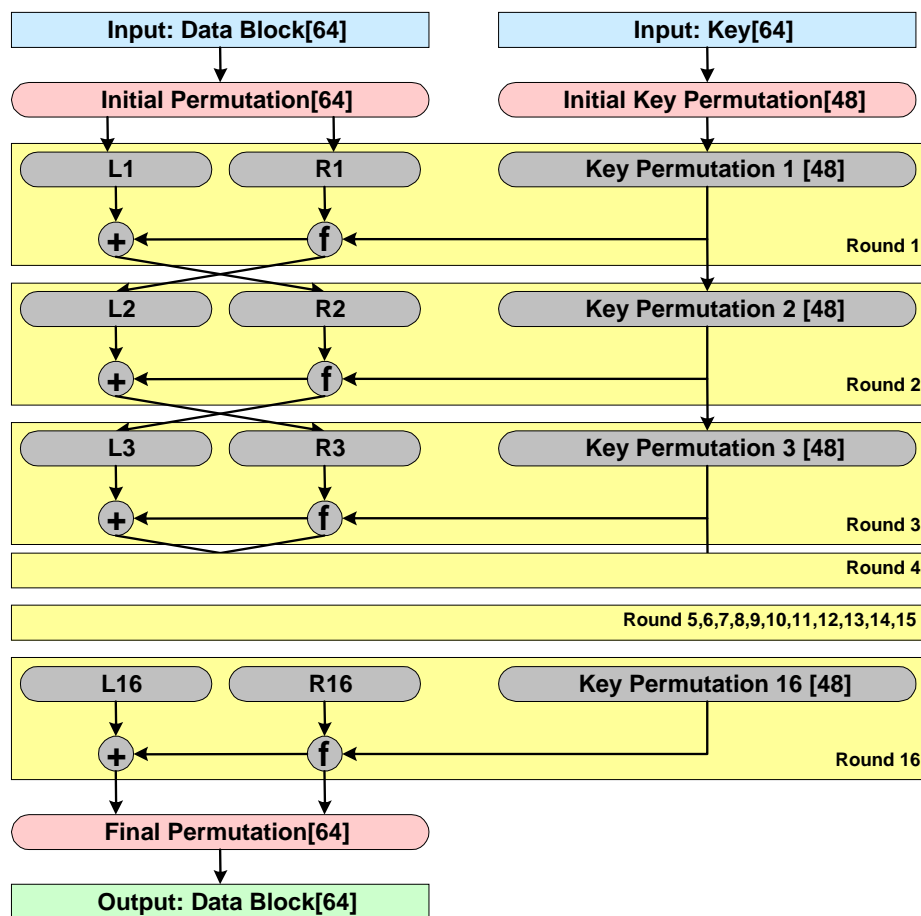 Input: Data Block[64]
Input: Key[64]
Initial Permutation[64]
Initial Key Permutation[48]
L1
R1
Key Permutation 1 [48]
+
f
Round 1
L2
R2
Key Permutation 2 [48]
+
f
Round 2
L3
R3
Key Permutation 3 [48]
+
f
Round 3
Round 4
Round 5,6,7,8,9,10,11,12,13,14,15
L16
R16
Key Permutation 16 [48]
+
f
Round 16
Final Permutation[64]
Output: Data Block[64]